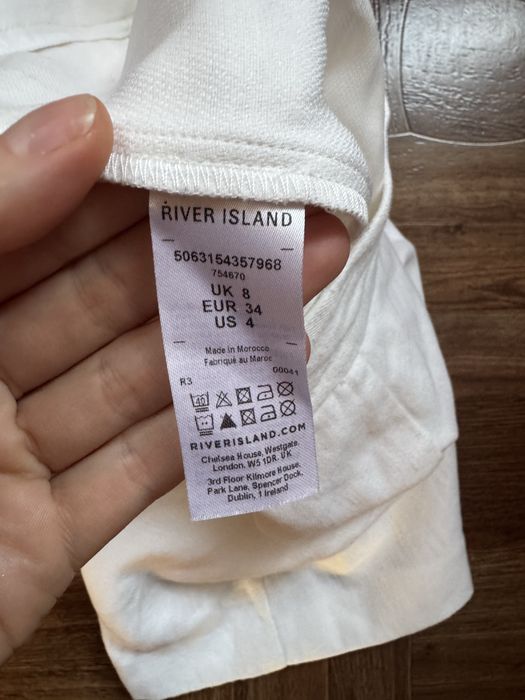 RIVER ISLAND
5063154357968
754670
UK 8
EUR 34
US 4
Made in Morocco
Fabriqué au Maroc
R3 00041
40
RIVERISLAND.COM
Chelsea House, Westgate,
London. W5 1DR. UK
3rd Floor Kilmore House,
Park Lane, Spencer Dock,
Dublin, 1 Ireland